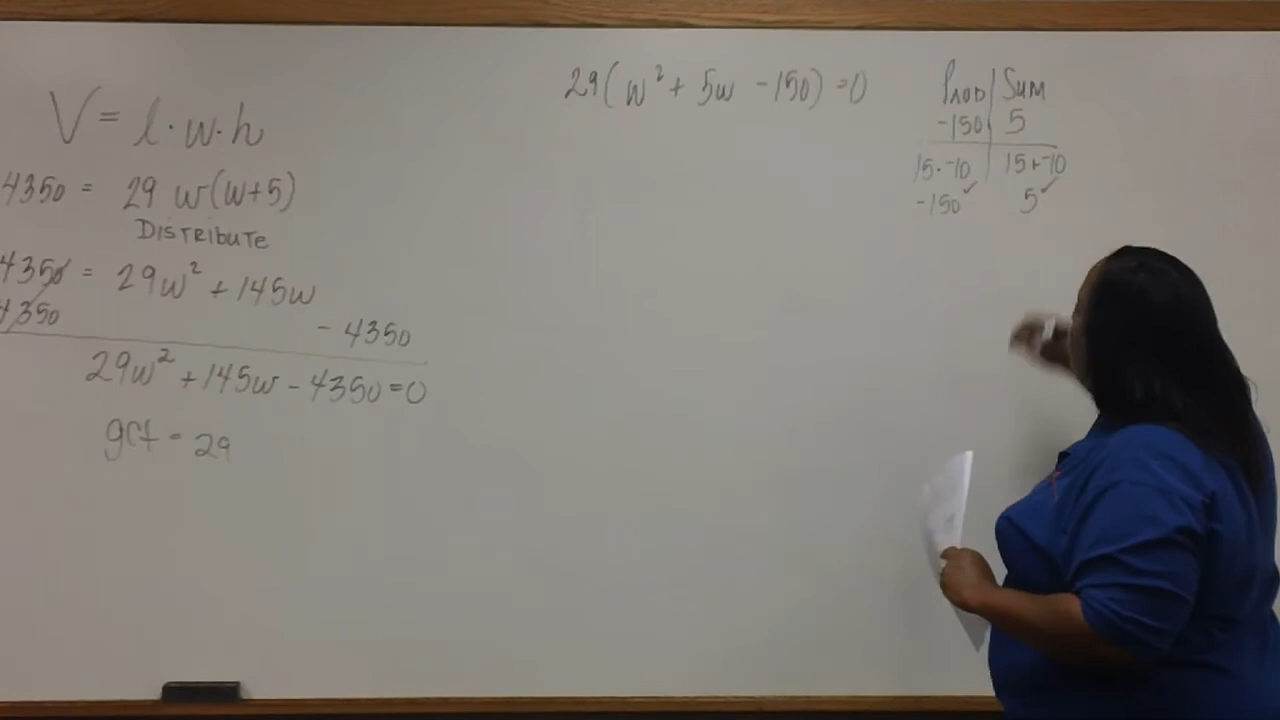 V = l · w · h
4350 = 29 w(w+5)
DISTRIBUTE
4350 = 29w² + 145w
4350 - 4350
29w² + 145w - 4350 = 0
gcf = 29
29(w² + 5w - 150) = 0
Prod | Sum
-150 | 5
15·-10 | 15+-10
-150 ✓ 5 ✓